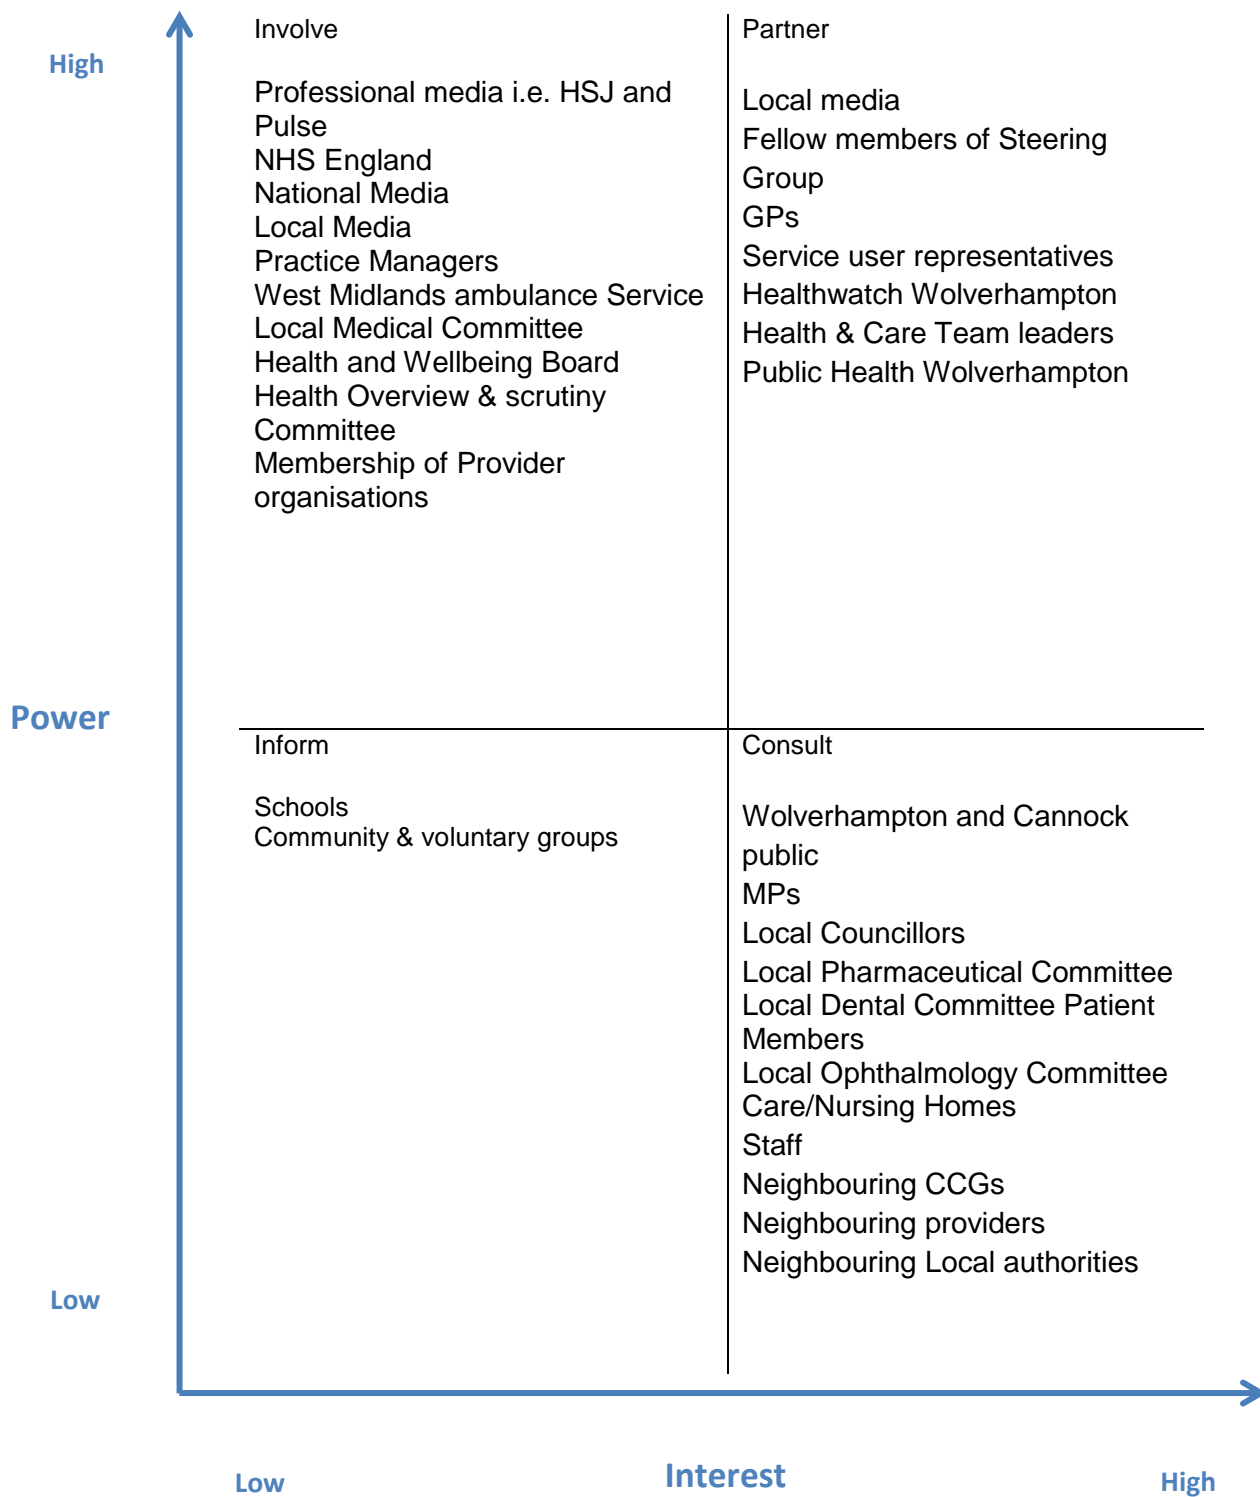 High
Involve
Professional media i.e. HSJ and
Pulse
NHS England
National Media
Local Media
Practice Managers
West Midlands ambulance Service
Local Medical Committee
Health and Wellbeing Board
Health Overview & scrutiny
Committee
Membership of Provider
organisations
Partner
Local media
Fellow members of Steering
Group
GPs
Service user representatives
Healthwatch Wolverhampton
Health & Care Team leaders
Public Health Wolverhampton
Power
Inform
Schools
Community & voluntary groups
Consult
Wolverhampton and Cannock
public
MPs
Local Councillors
Local Pharmaceutical Committee
Local Dental Committee Patient
Members
Local Ophthalmology Committee
Care/Nursing Homes
Staff
Neighbouring CCGs
Neighbouring providers
Neighbouring Local authorities
Low
Low
Interest
High